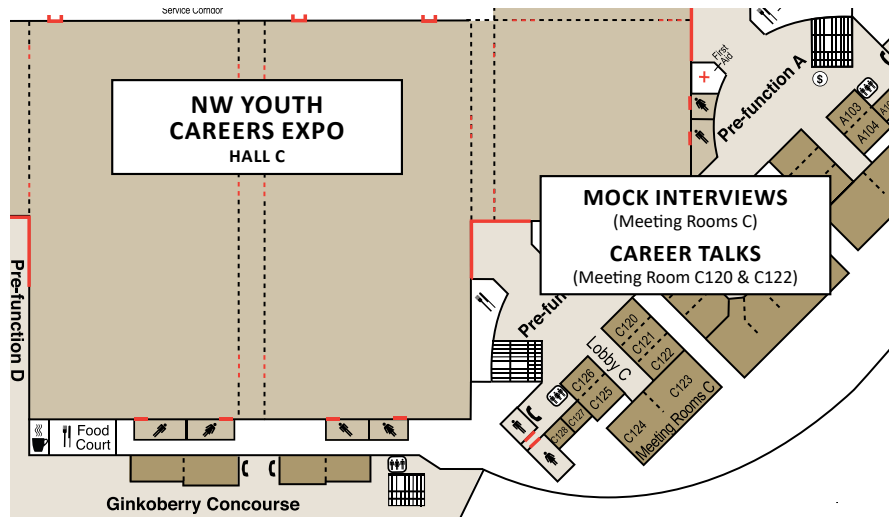 Service Corridor
NW YOUTH
CAREERS EXPO
HALL C
First
Aid
Pre-function A
$
A103
A104
MOCK INTERVIEWS
(Meeting Rooms C)
CAREER TALKS
(Meeting Room C120 & C122)
Pre-function D
C120
C121
C122
Lobby C
C126
C125
C127
C128
C123
C124
Meeting Rooms C
Food
Court
Ginkoberry Concourse